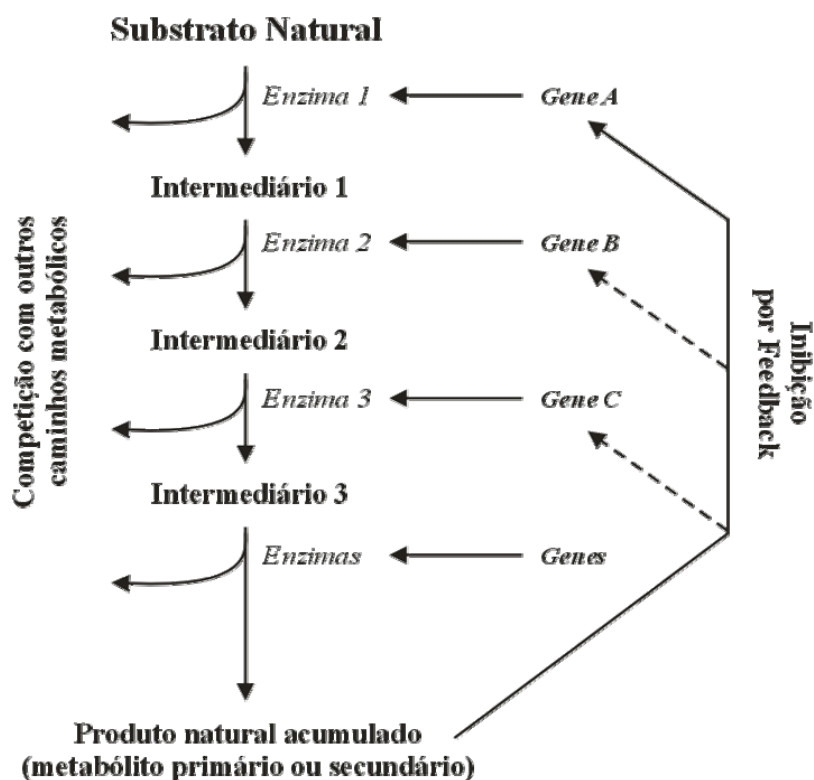 Substrato Natural
Enzima 1
Gene A
Intermediário 1
Enzima 2
Gene B
Intermediário 2
Enzima 3
Gene C
Intermediário 3
Enzimas
Genes
Produto natural acumulado
(metabólito primário ou secundário)
Competição com outros
caminhos metabólicos
Inibição
por Feedback